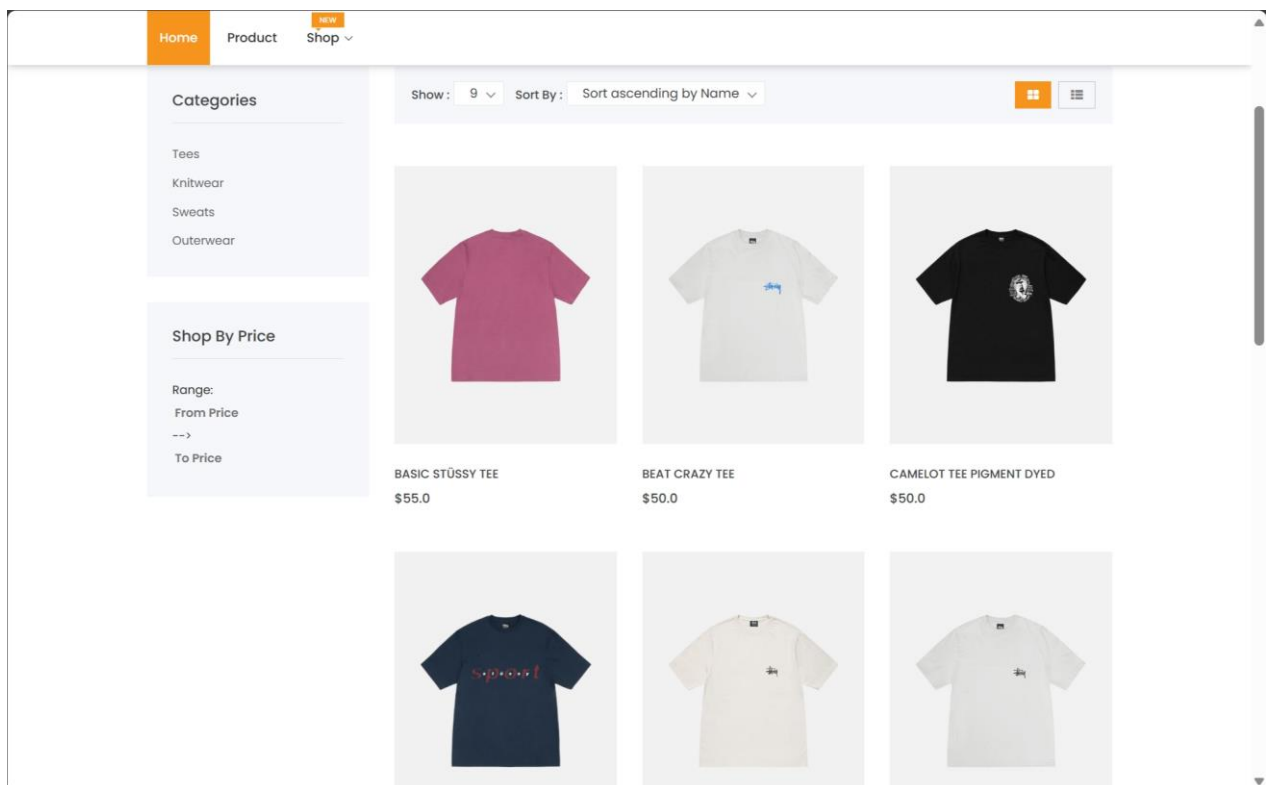 NEW
Home Product Shop
Categories
Tees
Knitwear
Sweats
Outerwear
Shop By Price
Range:
From Price
-->
To Price
Show : 9 Sort By : Sort ascending by Name
BASIC STÜSSY TEE
$55.0
BEAT CRAZY TEE
$50.0
CAMELOT TEE PIGMENT DYED
$50.0
s.p.o.r.t